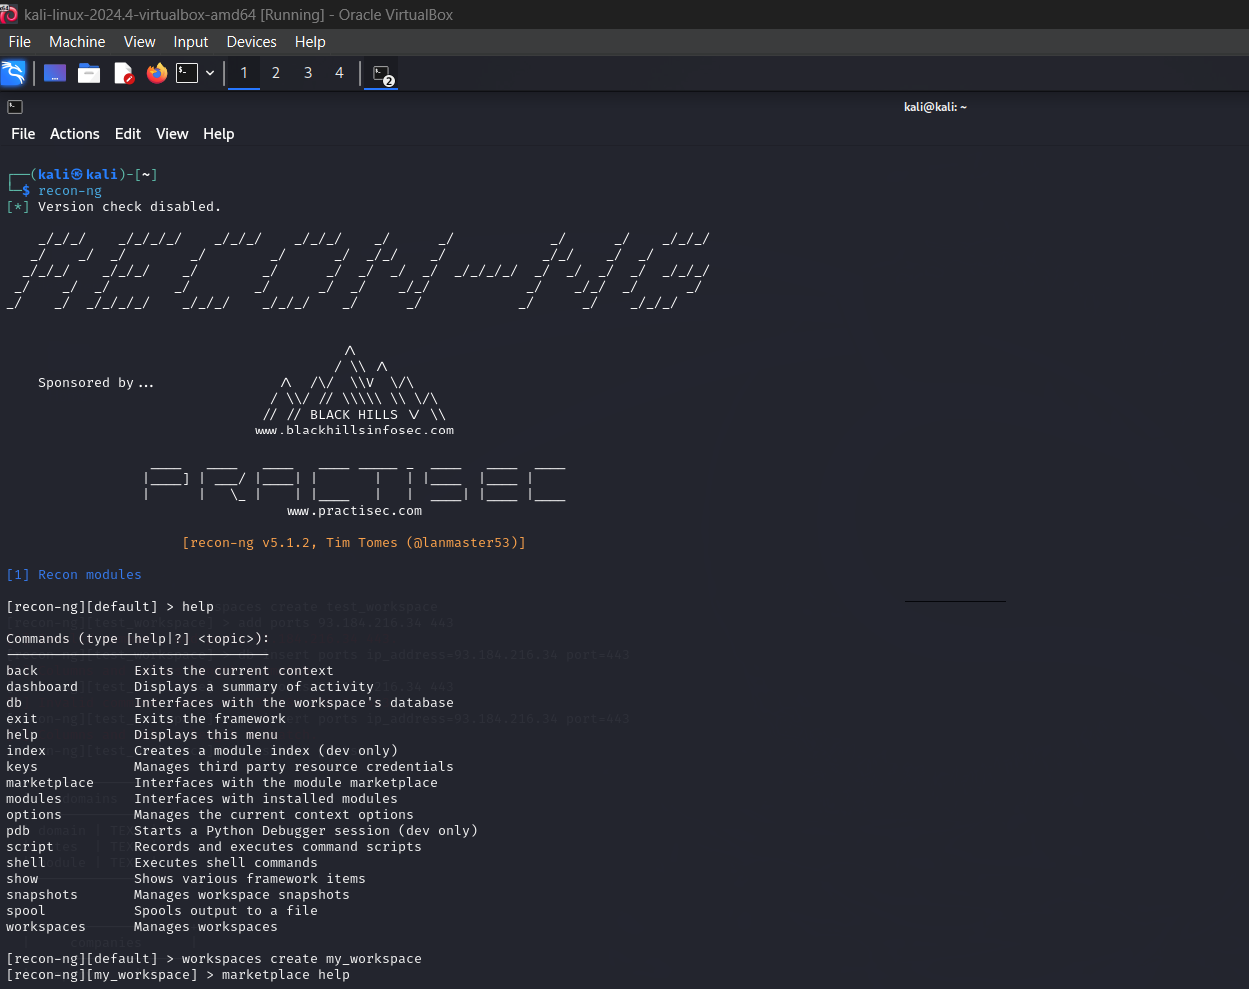 kali-linux-2024.4-virtualbox-amd64 [Running] - Oracle VirtualBox
File Machine View Input Devices Help
1 2 3 4 2
kali@kali: ~
File Actions Edit View Help
┌──(kali㉿kali)-[~]
└─$ recon-ng
[*] Version check disabled.
RECON-NG
Sponsored by...
BLACK HILLS
www.blackhillsinfosec.com
PRACTISEC
www.practisec.com
[recon-ng v5.1.2, Tim Tomes (@lanmaster53)]
[1] Recon modules
[recon-ng][default] > help
Commands (type [help|?] <topic>):
---------------------------------
back Exits the current context
dashboard Displays a summary of activity
db Interfaces with the workspace's database
exit Exits the framework
help Displays this menu
index Creates a module index (dev only)
keys Manages third party resource credentials
marketplace Interfaces with the module marketplace
modules Interfaces with installed modules
options Manages the current context options
pdb Starts a Python Debugger session (dev only)
script Records and executes command scripts
shell Executes shell commands
show Shows various framework items
snapshots Manages workspace snapshots
spool Spools output to a file
workspaces Manages workspaces
[recon-ng][default] > workspaces create my_workspace
[recon-ng][my_workspace] > marketplace help